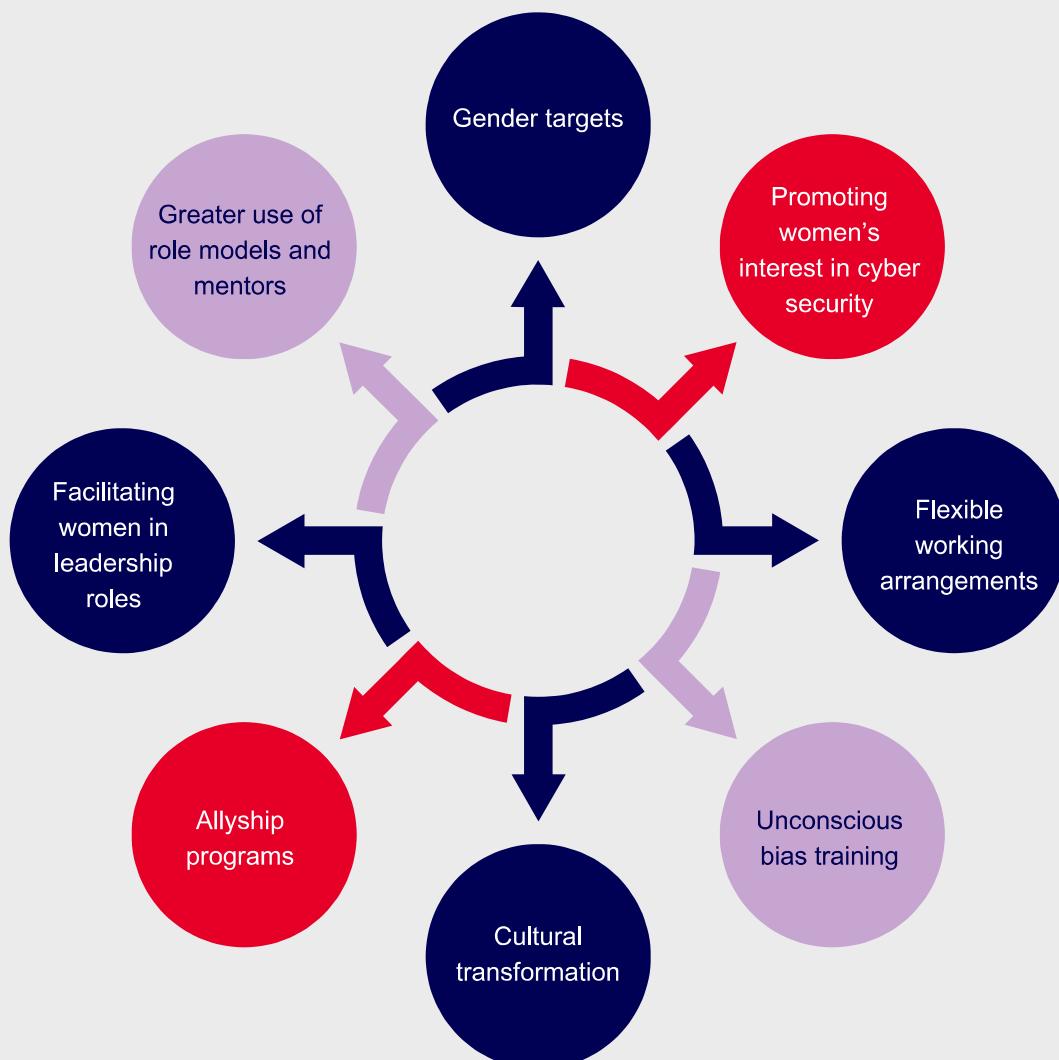 Gender targets
Promoting
women’s
interest in cyber
security
Flexible
working
arrangements
Unconscious
bias training
Cultural
transformation
Allyship
programs
Facilitating
women in
leadership
roles
Greater use of
role models and
mentors